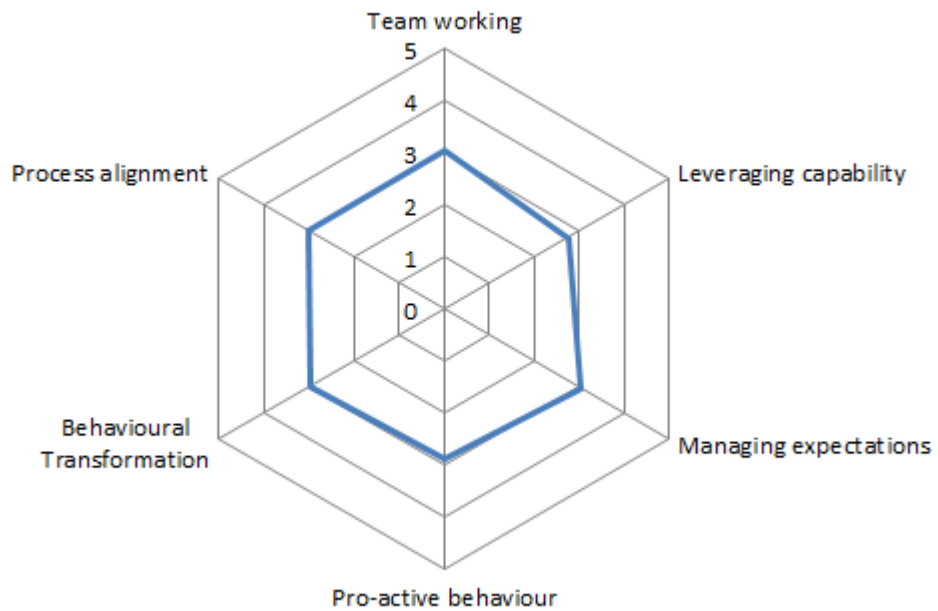 Team working
5
4
3
2
1
0
Process alignment
Leveraging capability
Behavioural
Transformation
Managing expectations
Pro-active behaviour